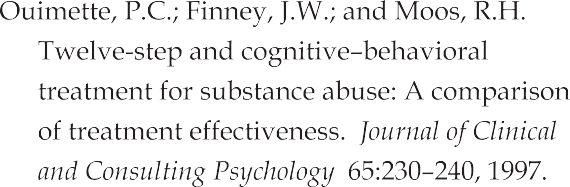 Ouimette, P.C.; Finney, J.W.; and Moos, R.H.
Twelve-step and cognitive–behavioral
treatment for substance abuse: A comparison
of treatment effectiveness. Journal of Clinical
and Consulting Psychology 65:230–240, 1997.